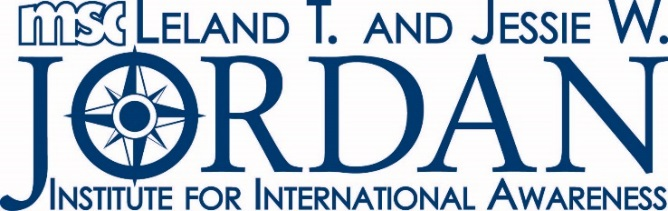 msc LELAND T. AND JESSIE W.
JORDAN
INSTITUTE FOR INTERNATIONAL AWARENESS